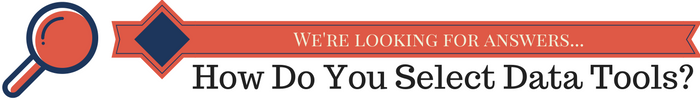 We're looking for answers...
How Do You Select Data Tools?